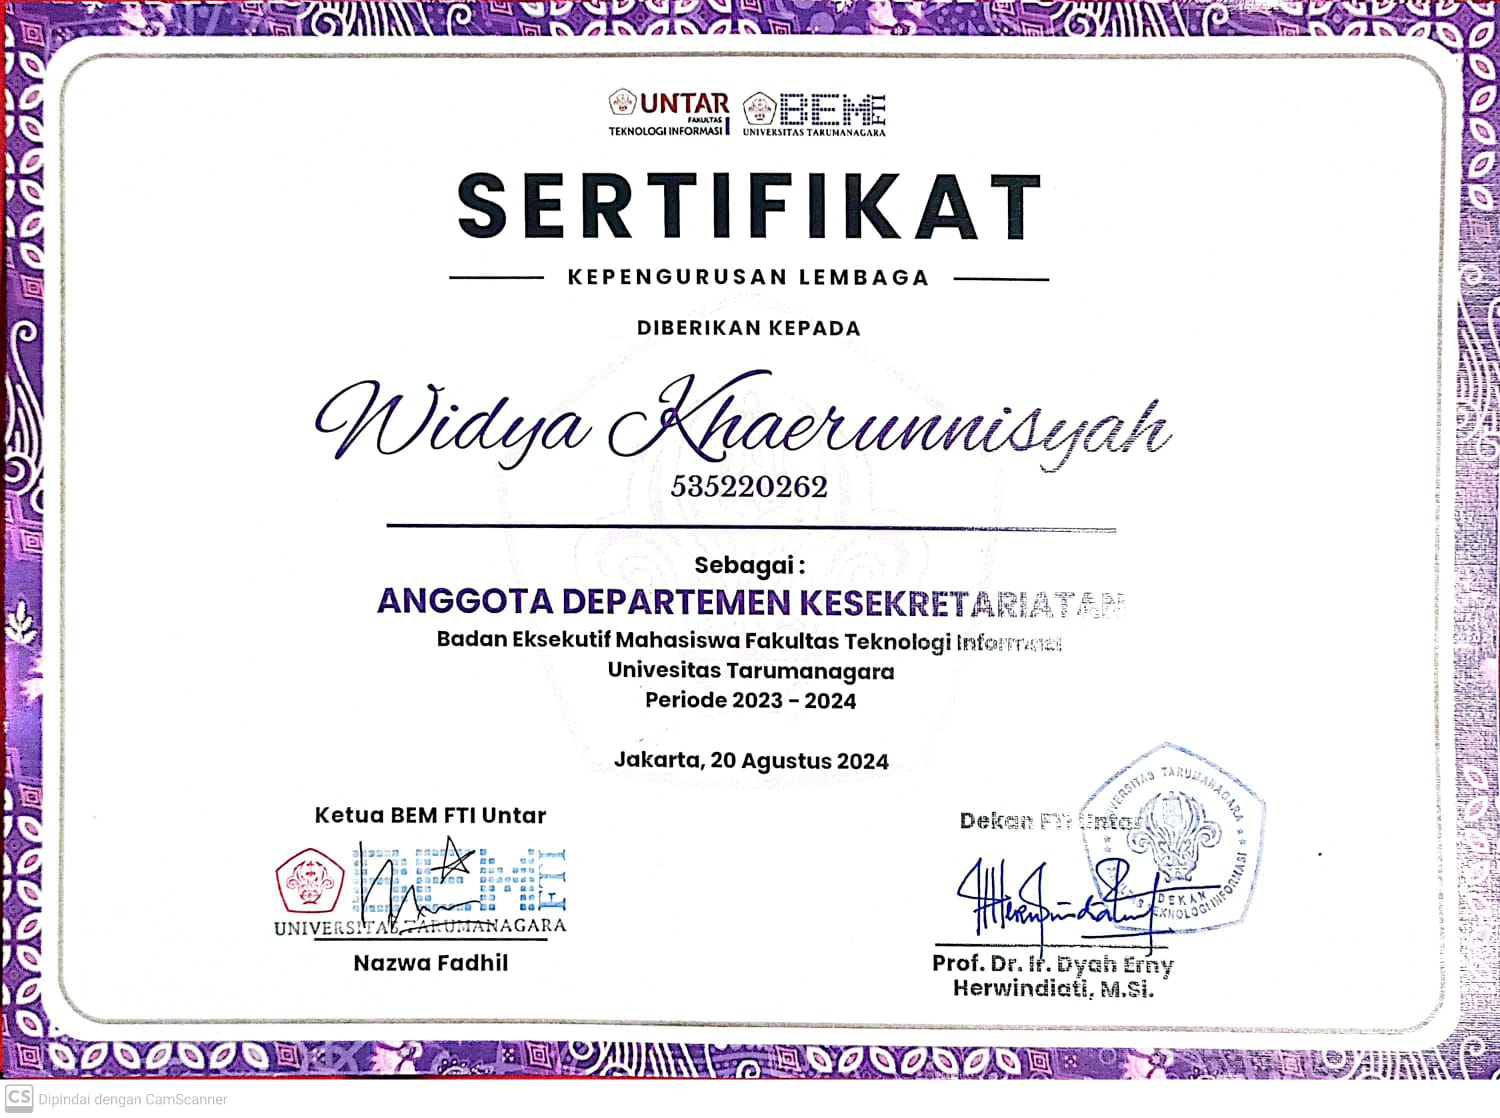 UNTAR
FAKULTAS
TEKNOLOGI INFORMASI
BEM FTI
UNIVERSITAS TARUMANAGARA
SERTIFIKAT
KEPENGURUSAN LEMBAGA
DIBERIKAN KEPADA
Widya Khaerunnisyah
535220262
Sebagai :
ANGGOTA DEPARTEMEN KESEKRETARIATAN
Badan Eksekutif Mahasiswa Fakultas Teknologi Informasi
Univesitas Tarumanagara
Periode 2023 - 2024
Jakarta, 20 Agustus 2024
Ketua BEM FTI Untar
BEM FTI
UNIVERSITAS TARUMANAGARA
Nazwa Fadhil
Dekan FTI Untar
UNIVERSITAS TARUMANAGARA
DEKAN
TEKNOLOGI INFORMASI
Prof. Dr. Ir. Dyah Erny
Herwindiati, M.Si.
CS Dipindai dengan CamScanner